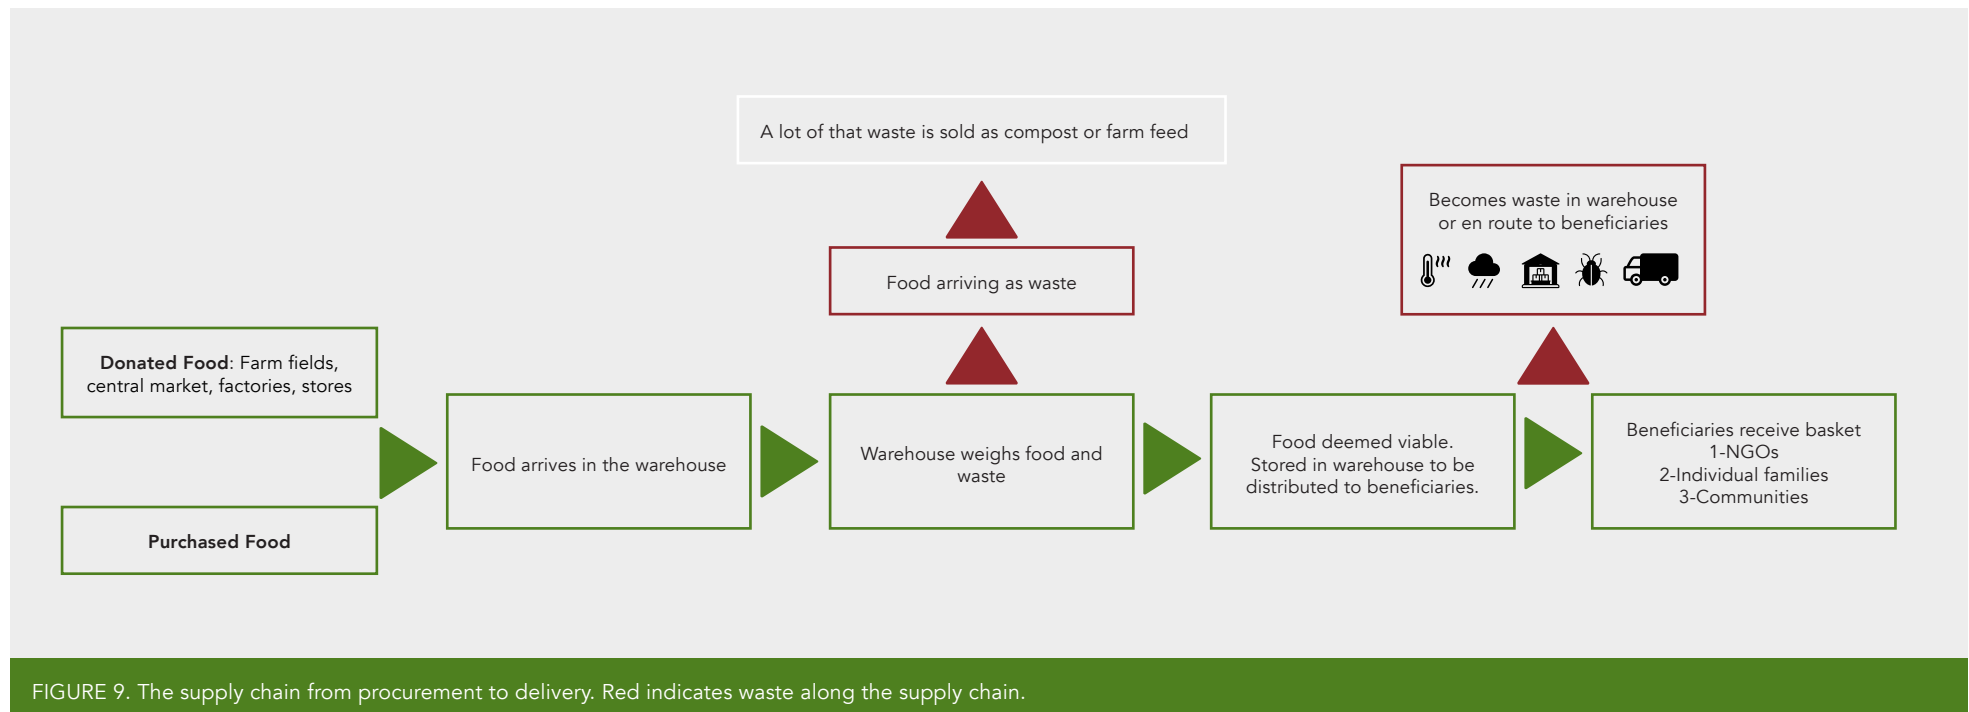 A lot of that waste is sold as compost or farm feed
Becomes waste in warehouse
or en route to beneficiaries
Food arriving as waste
Donated Food: Farm fields,
central market, factories, stores
Purchased Food
Food arrives in the warehouse
Warehouse weighs food and
waste
Food deemed viable.
Stored in warehouse to be
distributed to beneficiaries.
Beneficiaries receive basket
1-NGOs
2-Individual families
3-Communities
FIGURE 9. The supply chain from procurement to delivery. Red indicates waste along the supply chain.